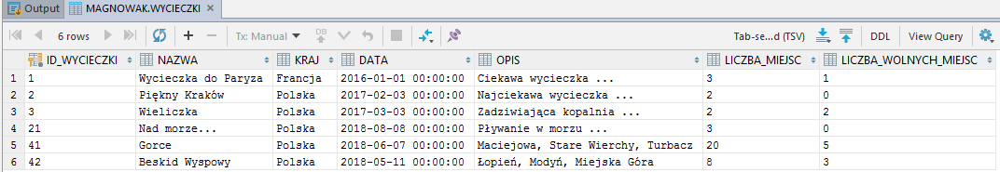 Output MAGNOWAK.WYCIECZKI
6 rows Tx: Manual DB Tab-se...d (TSV) DDL View Query
ID_WYCIECZKI NAZWA KRAJ DATA OPIS LICZBA_MIEJSC LICZBA_WOLNYCH_MIEJSC
1 1 Wycieczka do Paryza Francja 2016-01-01 00:00:00 Ciekawa wycieczka ... 3 1
2 2 Piękny Kraków Polska 2017-02-03 00:00:00 Najciekawa wycieczka ... 2 0
3 3 Wieliczka Polska 2017-03-03 00:00:00 Zadziwiająca kopalnia ... 2 2
4 21 Nad morze... Polska 2018-08-08 00:00:00 Pływanie w morzu ... 3 0
5 41 Gorce Polska 2018-06-07 00:00:00 Maciejowa, Stare Wierchy, Turbacz 20 5
6 42 Beskid Wyspowy Polska 2018-05-11 00:00:00 Łopień, Modyń, Miejska Góra 8 3